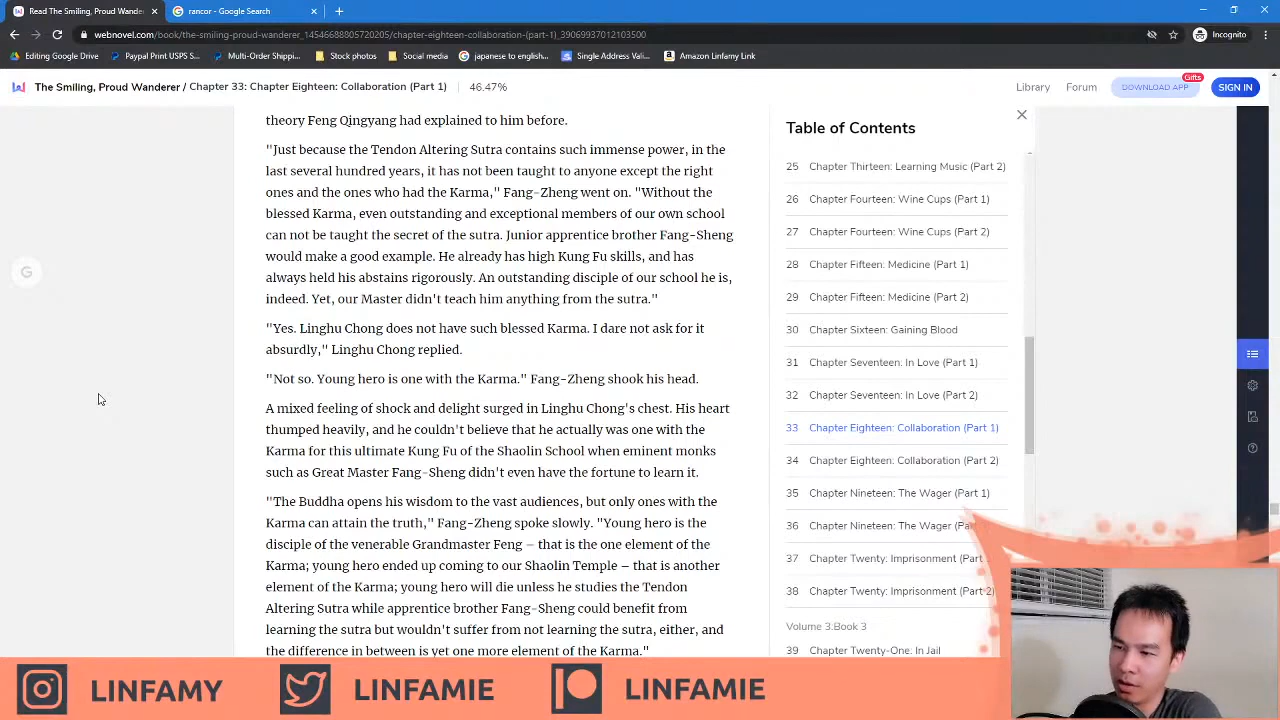 Read The Smiling, Proud Wande
rancor - Google Search
webnovel.com/book/the-smiling-proud-wanderer_14546688805720205/chapter-eighteen-collaboration-(part-1)_39069937012103500
Incognito
Editing Google Drive
Paypal Print USPS S...
Multi-Order Shippi...
Stock photos
Social media
japanese to english...
Single Address Vali...
Amazon Linfamy Link
The Smiling, Proud Wanderer / Chapter 33: Chapter Eighteen: Collaboration (Part 1) 46.47%
Library
Forum
DOWNLOAD APP
Gifts
SIGN IN
theory Feng Qingyang had explained to him before.
"Just because the Tendon Altering Sutra contains such immense power, in the
last several hundred years, it has not been taught to anyone except the right
ones and the ones who had the Karma," Fang-Zheng went on. "Without the
blessed Karma, even outstanding and exceptional members of our own school
can not be taught the secret of the sutra. Junior apprentice brother Fang-Sheng
would make a good example. He already has high Kung Fu skills, and has
always held his abstains rigorously. An outstanding disciple of our school he is,
indeed. Yet, our Master didn't teach him anything from the sutra."
"Yes. Linghu Chong does not have such blessed Karma. I dare not ask for it
absurdly," Linghu Chong replied.
"Not so. Young hero is one with the Karma." Fang-Zheng shook his head.
A mixed feeling of shock and delight surged in Linghu Chong's chest. His heart
thumped heavily, and he couldn't believe that he actually was one with the
Karma for this ultimate Kung Fu of the Shaolin School when eminent monks
such as Great Master Fang-Sheng didn't even have the fortune to learn it.
"The Buddha opens his wisdom to the vast audiences, but only ones with the
Karma can attain the truth," Fang-Zheng spoke slowly. "Young hero is the
disciple of the venerable Grandmaster Feng – that is the one element of the
Karma; young hero ended up coming to our Shaolin Temple – that is another
element of the Karma; young hero will die unless he studies the Tendon
Altering Sutra while apprentice brother Fang-Sheng could benefit from
learning the sutra but wouldn't suffer from not learning the sutra, either, and
the difference in between is yet one more element of the Karma."
Table of Contents
25 Chapter Thirteen: Learning Music (Part 2)
26 Chapter Fourteen: Wine Cups (Part 1)
27 Chapter Fourteen: Wine Cups (Part 2)
28 Chapter Fifteen: Medicine (Part 1)
29 Chapter Fifteen: Medicine (Part 2)
30 Chapter Sixteen: Gaining Blood
31 Chapter Seventeen: In Love (Part 1)
32 Chapter Seventeen: In Love (Part 2)
33 Chapter Eighteen: Collaboration (Part 1)
34 Chapter Eighteen: Collaboration (Part 2)
35 Chapter Nineteen: The Wager (Part 1)
36 Chapter Nineteen: The Wager (Pa
37 Chapter Twenty: Imprisonment (Part
38 Chapter Twenty: Imprisonment (Part 2)
Volume 3:Book 3
39 Chapter Twenty-One: In Jail
G
LINFAMY
LINFAMIE
LINFAMIE